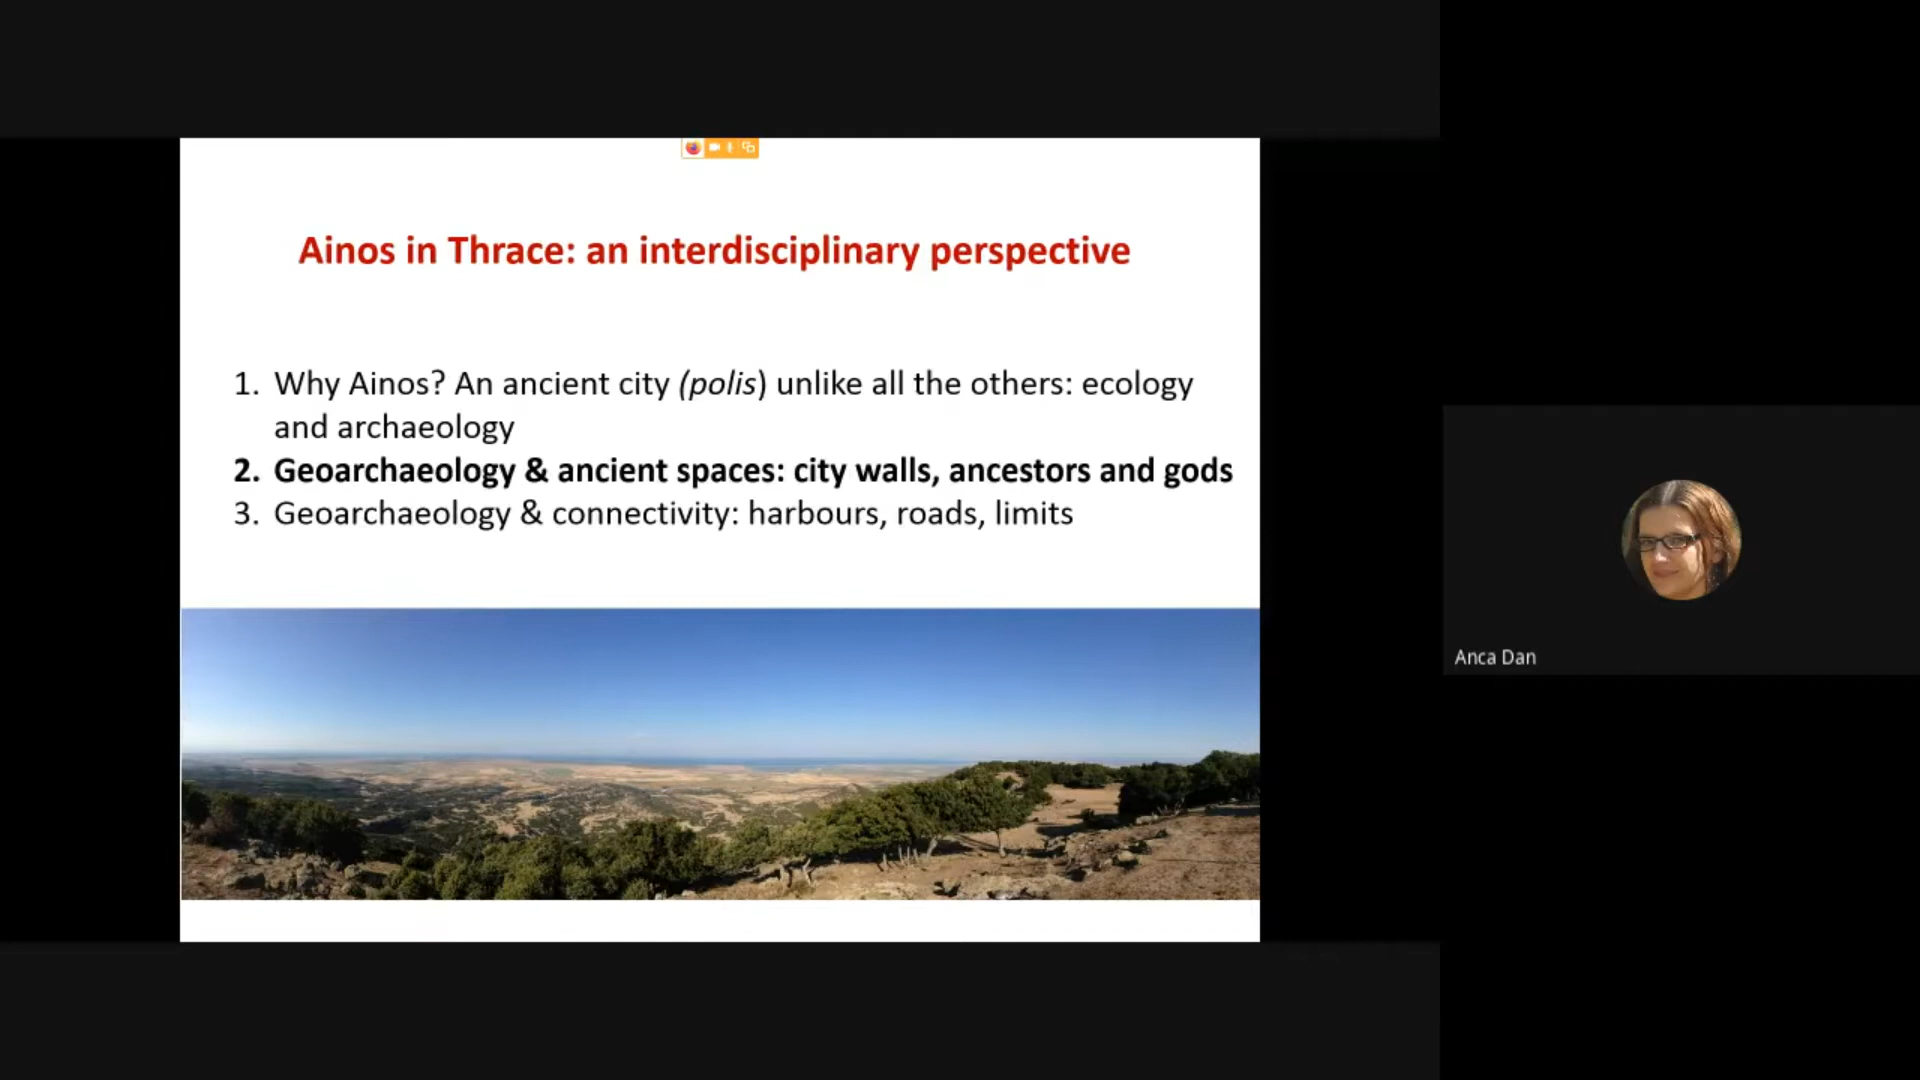 Ainos in Thrace: an interdisciplinary perspective
1. Why Ainos? An ancient city (polis) unlike all the others: ecology
and archaeology
2. Geoarchaeology & ancient spaces: city walls, ancestors and gods
3. Geoarchaeology & connectivity: harbours, roads, limits
Anca Dan